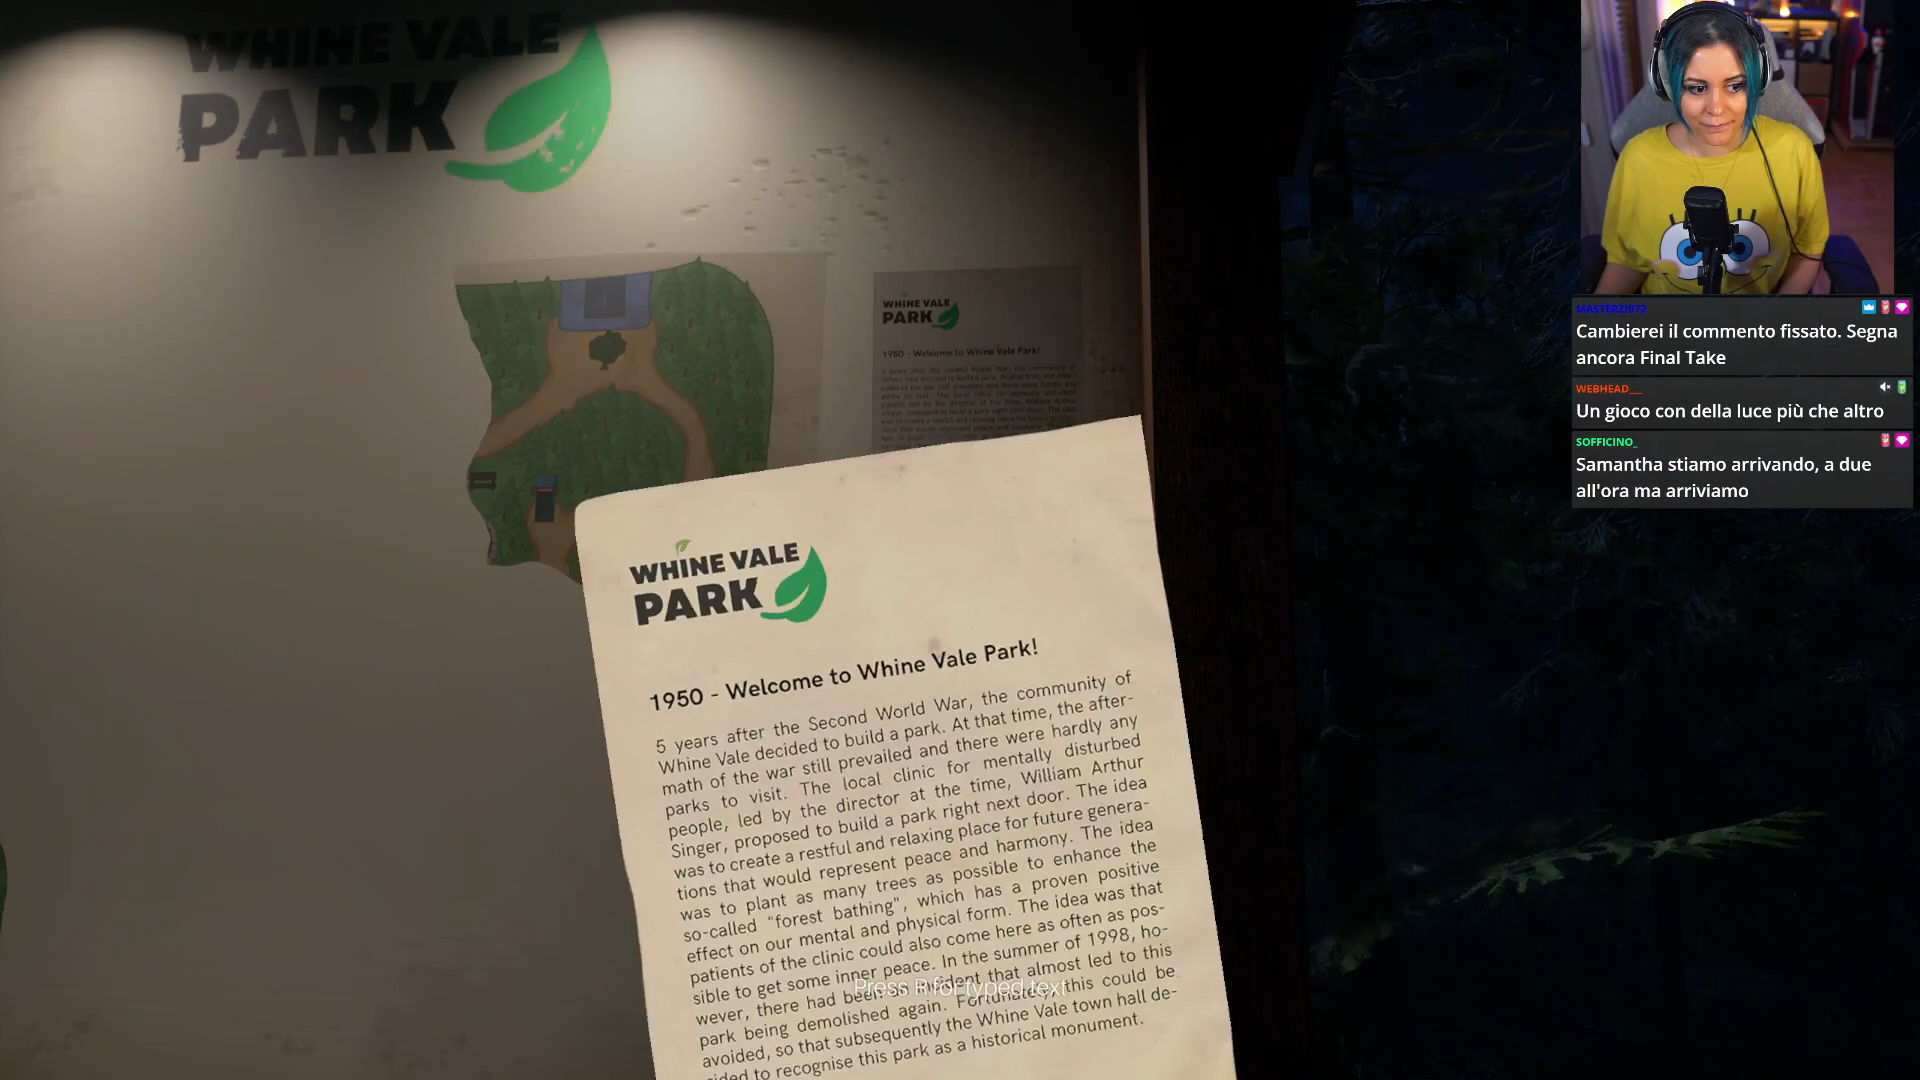 WHINE VALE
PARK
WHINE VALE
PARK
1950 - Welcome to Whine Vale Park!
WHINE VALE
PARK
1950 - Welcome to Whine Vale Park!
5 years after the Second World War, the community of
Whine Vale decided to build a park. At that time, the after-
math of the war still prevailed and there were hardly any
parks to visit. The local clinic for mentally disturbed
people, led by the director at the time, William Arthur
Singer, proposed to build a park right next door. The idea
was to create a restful and relaxing place for future genera-
tions that would represent peace and harmony. The idea
was to plant as many trees as possible to enhance the
so-called "forest bathing", which has a proven positive
effect on our mental and physical form. The idea was that
patients of the clinic could also come here as often as pos-
sible to get some inner peace. In the summer of 1998, ho-
wever, there had been an incident that almost led to this
park being demolished again. Fortunately, this could be
avoided, so that subsequently the Whine Vale town hall de-
cided to recognise this park as a historical monument.
Press R for typed text
MASTERZI072
Cambierei il commento fissato. Segna
ancora Final Take
WEBHEAD__
Un gioco con della luce più che altro
SOFFICINO_
Samantha stiamo arrivando, a due
all'ora ma arriviamo